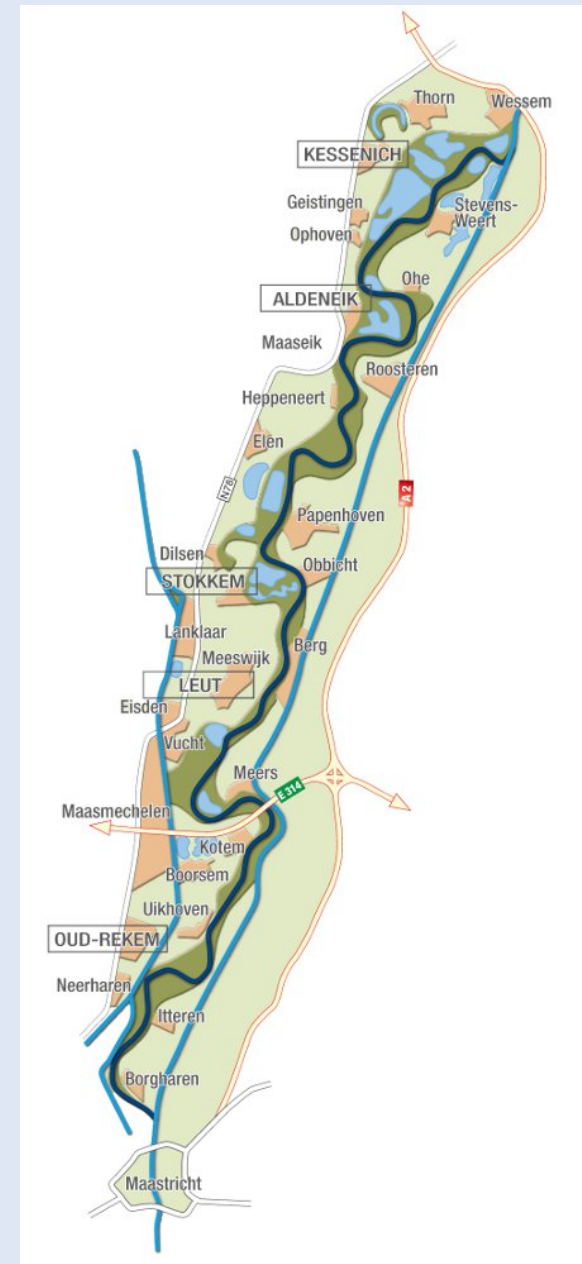 Thorn
Wessem
KESSENICH
Geistingen
Stevens-
Weert
Ophoven
Ohe
ALDENEIK
Maaseik
Roosteren
Heppeneert
Elen
N78
A 2
Papenhoven
Dilsen
Obbicht
STOKKEM
Lanklaar
Berg
Meeswijk
LEUT
Eisden
Vucht
Meers
E 314
Maasmechelen
Kotem
Boorsem
Uikhoven
OUD-REKEM
Neerharen
Itteren
Borgharen
Maastricht